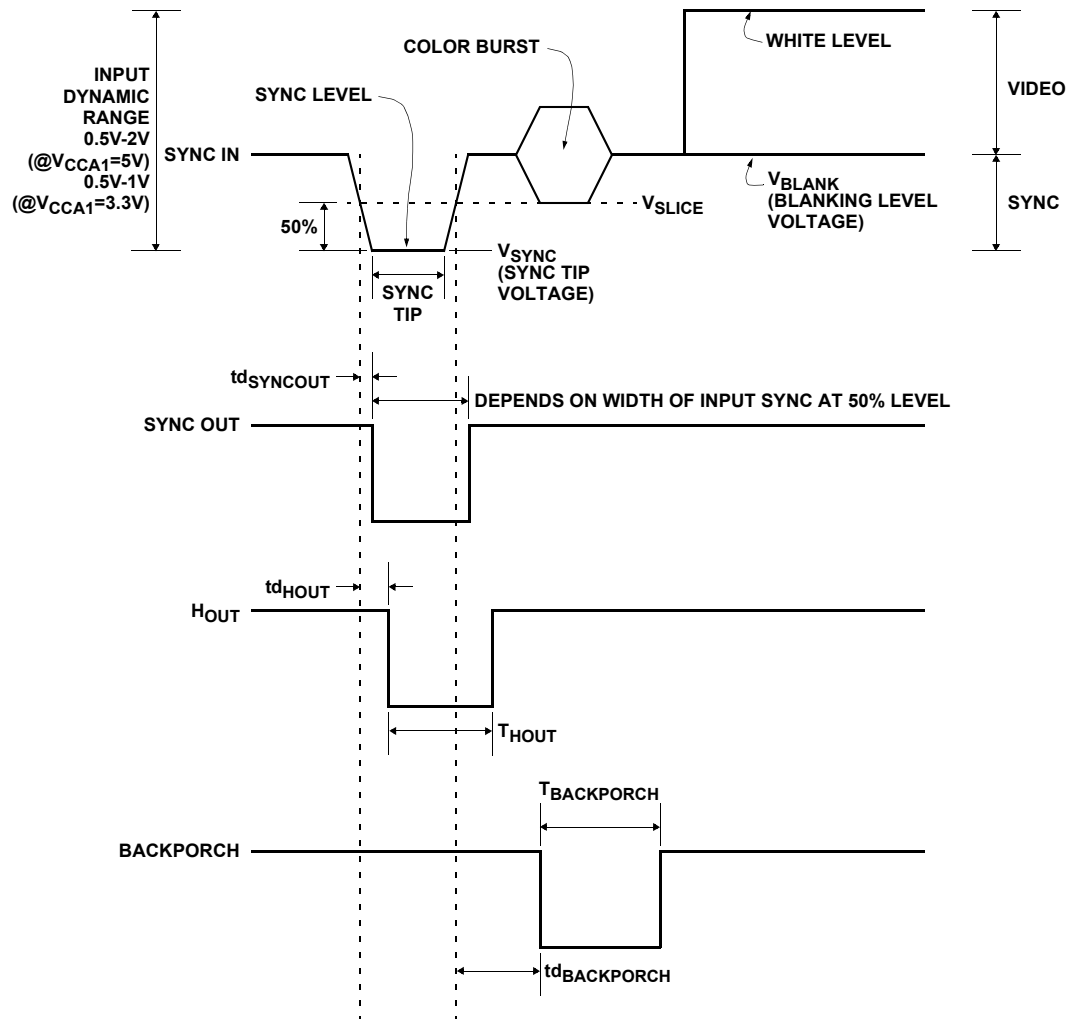 INPUT
DYNAMIC
RANGE
0.5V-2V
(@VCCA1=5V)
0.5V-1V
(@VCCA1=3.3V)
SYNC IN
SYNC LEVEL
COLOR BURST
WHITE LEVEL
VIDEO
SYNC
50%
VSLICE
VBLANK
(BLANKING LEVEL
VOLTAGE)
VSYNC
(SYNC TIP
VOLTAGE)
SYNC
TIP
tdSYNCOUT
DEPENDS ON WIDTH OF INPUT SYNC AT 50% LEVEL
SYNC OUT
tdHOUT
HOUT
THOUT
TBACKPORCH
BACKPORCH
tdBACKPORCH